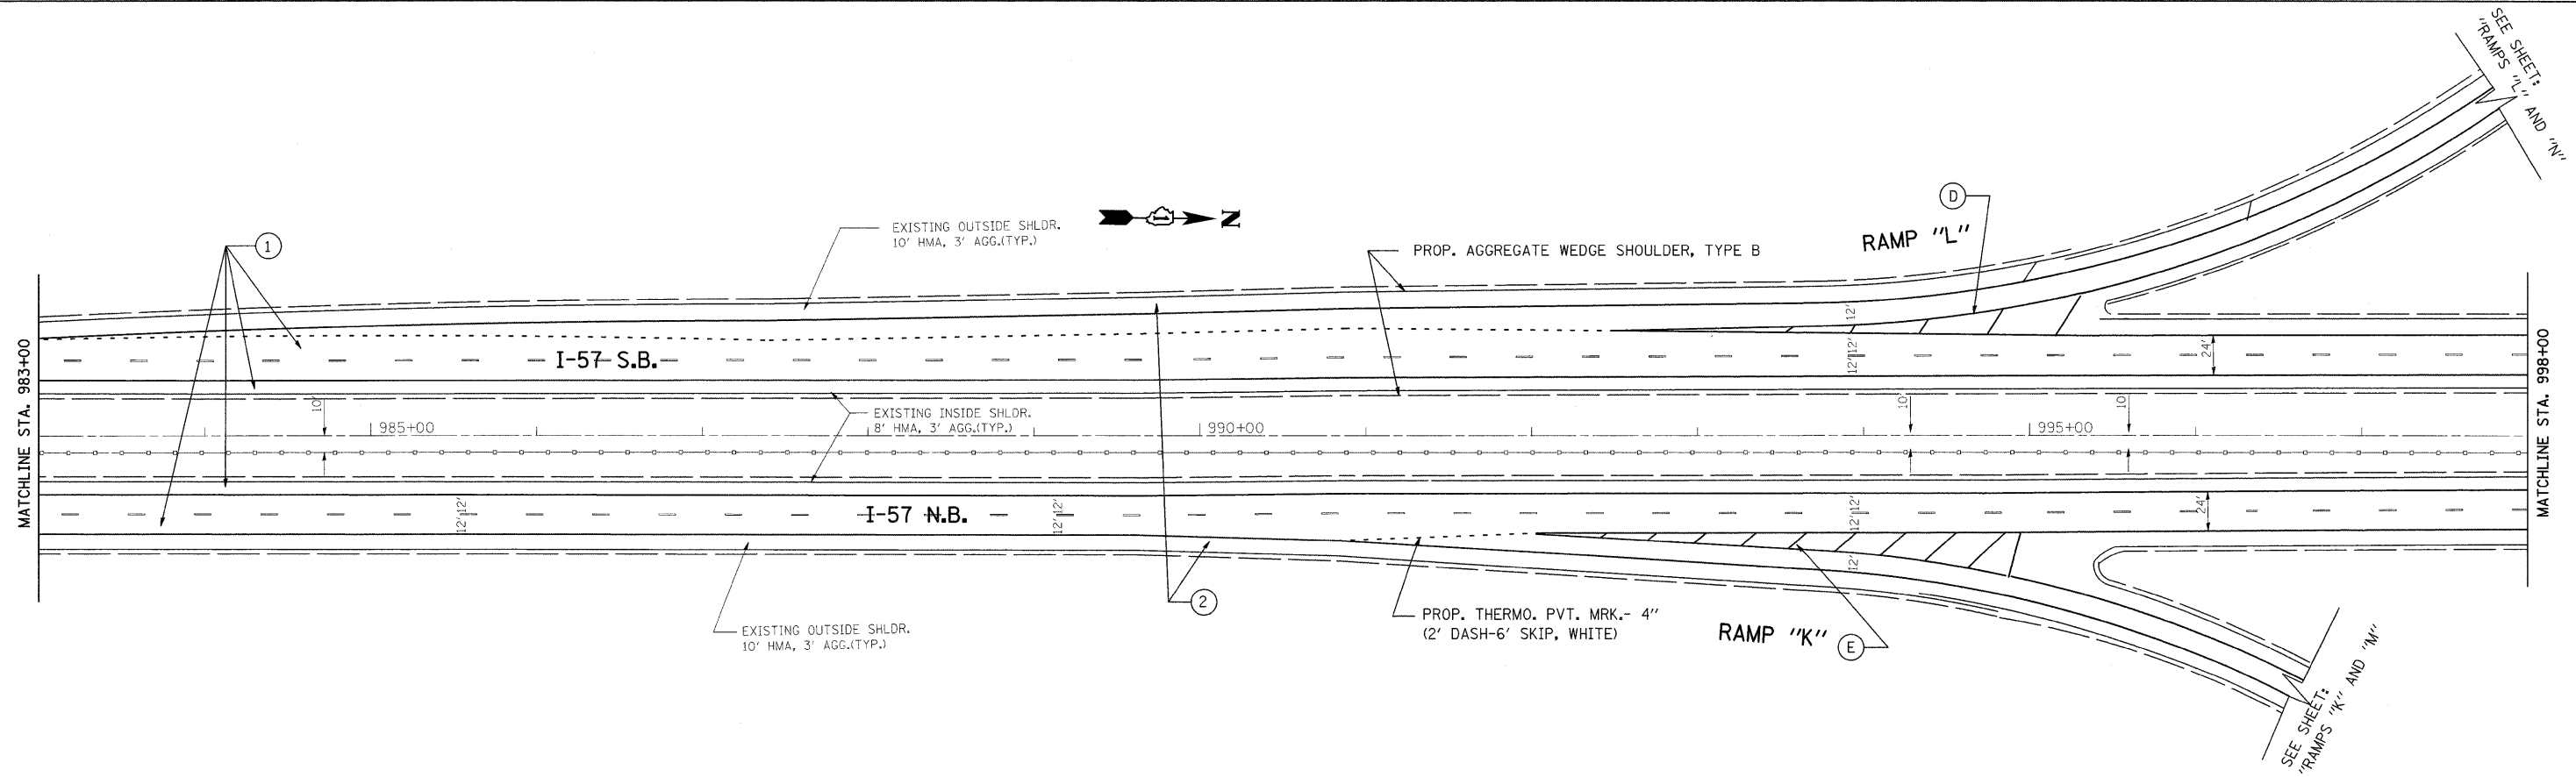 SEE SHEET:
"RAMPS "L" AND "N"
1
EXISTING OUTSIDE SHLDR.
10' HMA, 3' AGG.(TYP.)
N
PROP. AGGREGATE WEDGE SHOULDER, TYPE B
RAMP "L"
D
MATCHLINE STA. 983+00
I-57 S.B.
12'
12'12'
24'
MATCHLINE STA. 998+00
10'
EXISTING INSIDE SHLDR.
8' HMA, 3' AGG.(TYP.)
10'
10'
985+00
990+00
995+00
I-57 N.B.
12'12'
12'12'
12'12'
24'
12'
2
EXISTING OUTSIDE SHLDR.
10' HMA, 3' AGG.(TYP.)
PROP. THERMO. PVT. MRK.- 4"
(2' DASH-6' SKIP, WHITE)
RAMP "K"
E
SEE SHEET:
"RAMPS "K" AND "M"